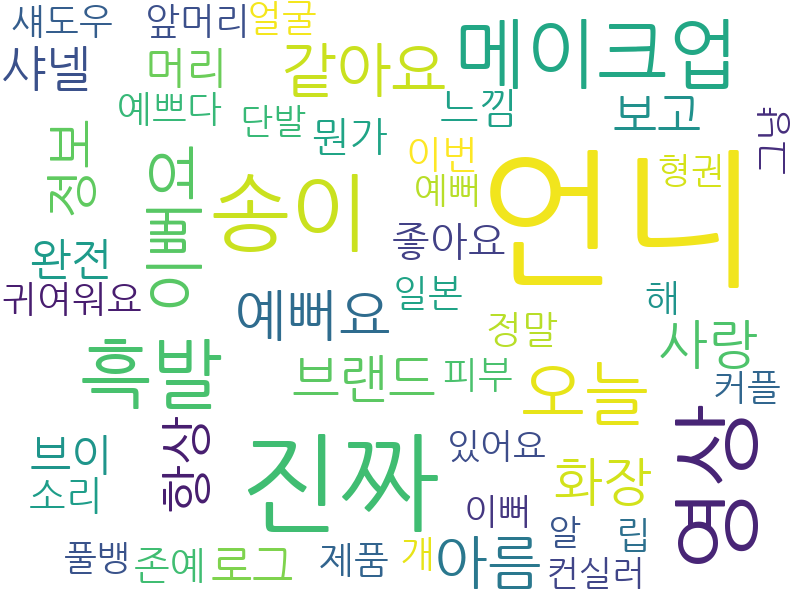 섀도우
앞머리
얼굴
샤넬
머리
같아요
메이크업
예쁘다
단발
뭔가
느낌
보고
그냥
정보
이뻐여
송이
이번
예뻐
언니
형권
완전
좋아요
귀여워요
예뻐요
일본
해
흑발
정말
사랑
브랜드
피부
오늘
커플
브이
항상
진짜
있어요
화장
영상
소리
이뻐
풀뱅
존예
로그
제품
개
아름
알
립
컨실러